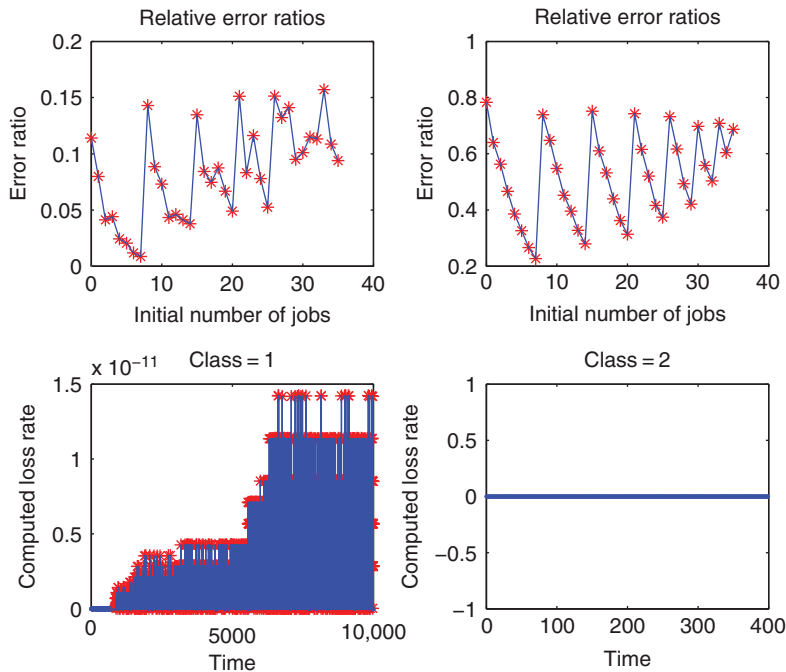 Relative error ratios
Error ratio
0.2
0.15
0.1
0.05
0
0
10
20
30
40
Initial number of jobs
Relative error ratios
Error ratio
1
0.8
0.6
0.4
0.2
0
10
20
30
40
Initial number of jobs
x 10⁻¹¹
Class = 1
Computed loss rate
1.5
1
0.5
0
0
5000
10,000
Time
Class = 2
Computed loss rate
1
0.5
0
−0.5
−1
0
100
200
300
400
Time